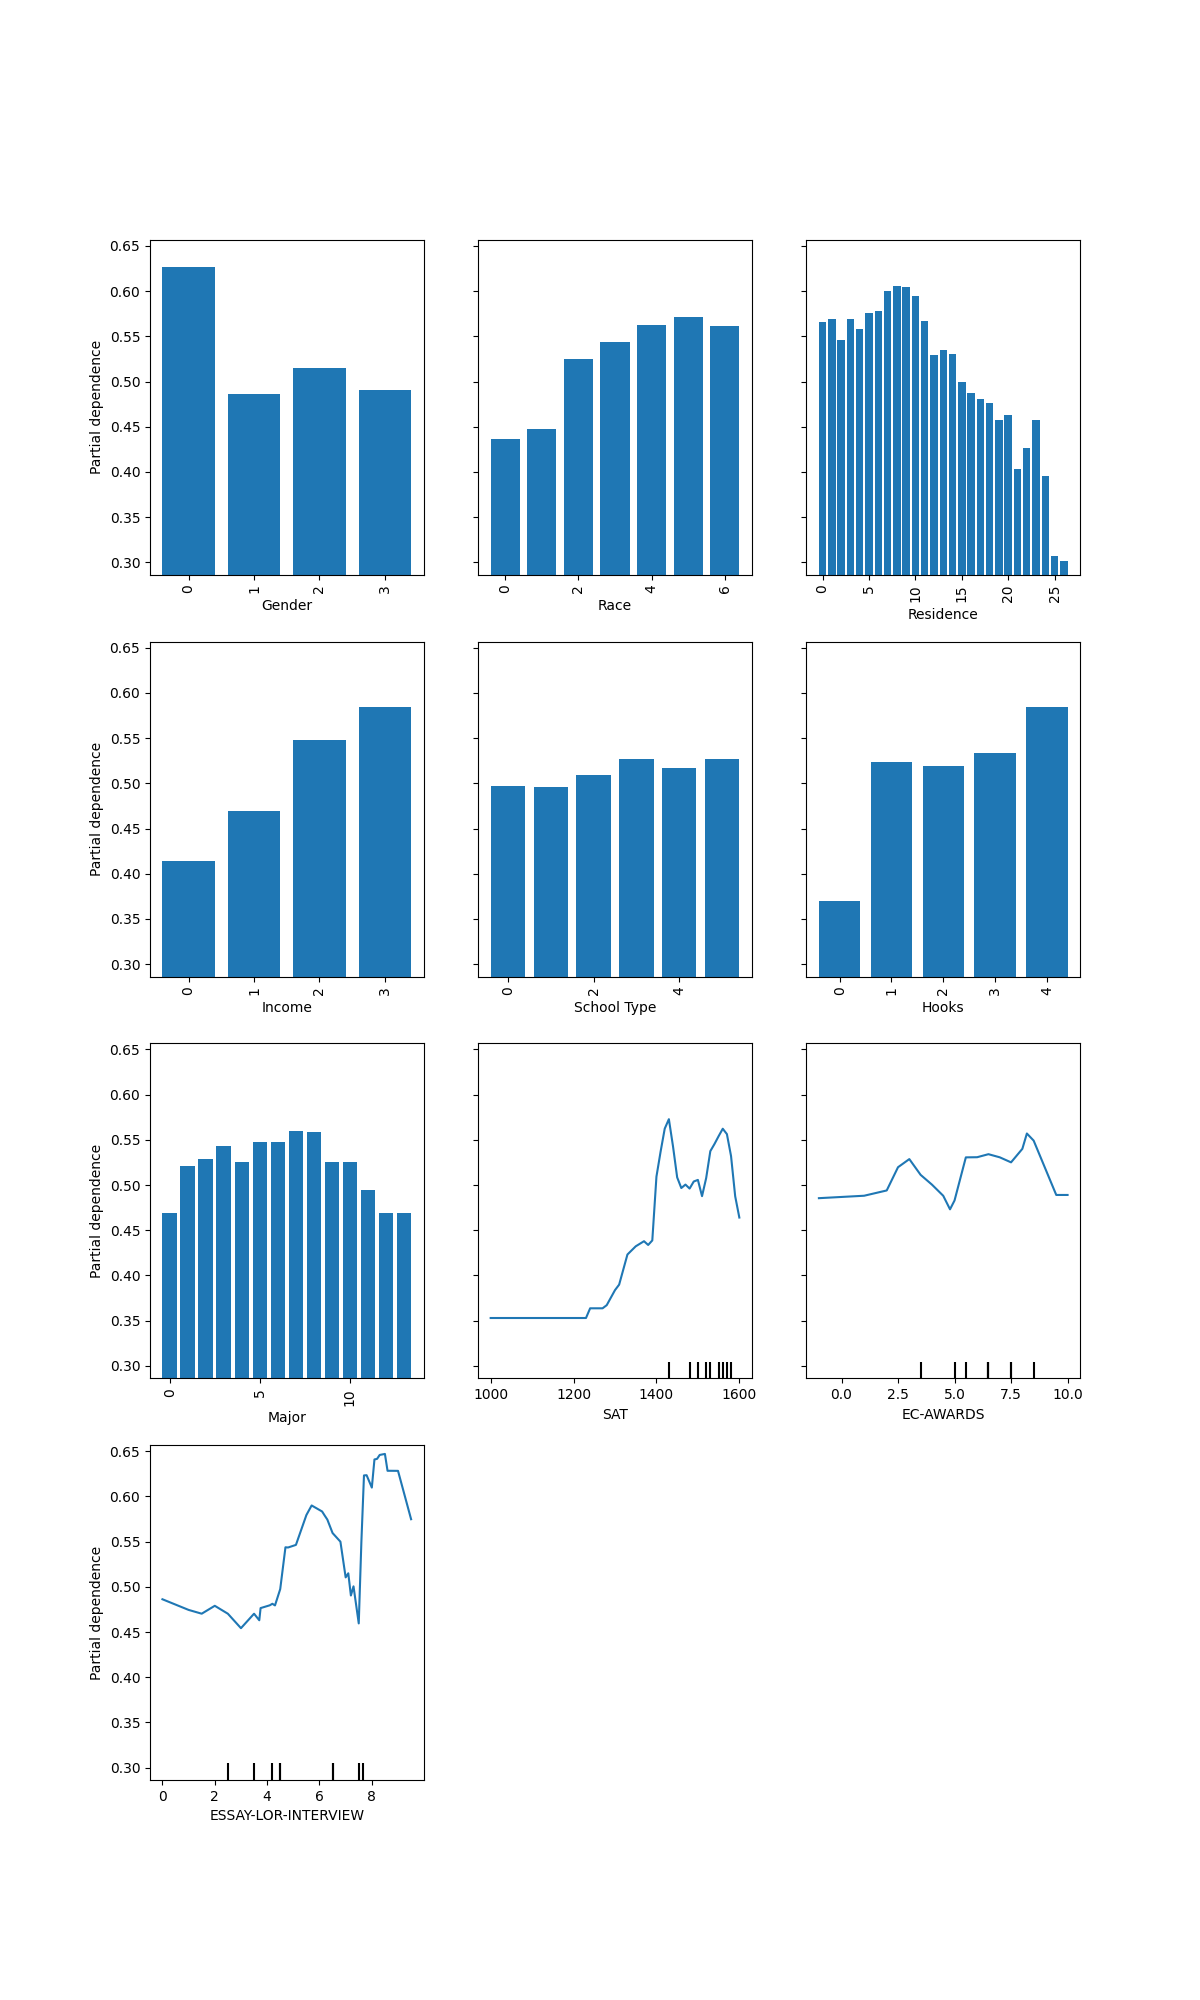 0.65
0.60
0.55
0.50
0.45
0.40
0.35
0.30
Partial dependence
0 1 2 3
Gender
0 2 4 6
Race
0 5 10 15 20 25
Residence
0.65
0.60
0.55
0.50
0.45
0.40
0.35
0.30
Partial dependence
0 1 2 3
Income
0 2 4
School Type
0 1 2 3 4
Hooks
0.65
0.60
0.55
0.50
0.45
0.40
0.35
0.30
Partial dependence
0 5 10
Major
1000 1200 1400 1600
SAT
0.0 2.5 5.0 7.5 10.0
EC-AWARDS
0.65
0.60
0.55
0.50
0.45
0.40
0.35
0.30
Partial dependence
0 2 4 6 8
ESSAY-LOR-INTERVIEW